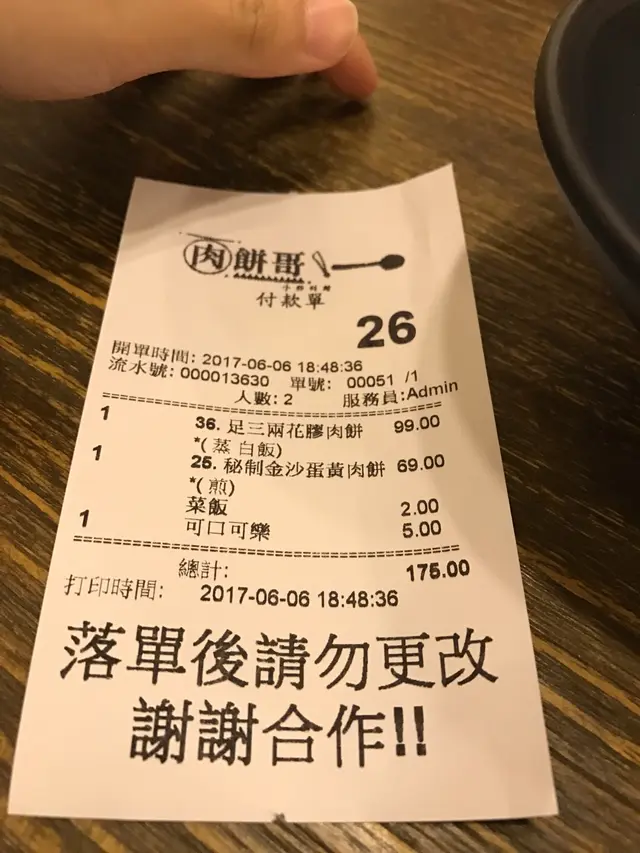 肉餅哥
付款單
26
開單時間: 2017-06-06 18:48:36
流水號: 000013630 單號: 00051 /1
人數: 2 服務員:Admin
1 36. 足三兩花膠肉餅 99.00
*( 蒸 白飯)
1 25. 秘制金沙蛋黃肉餅 69.00
*( 煎)
菜飯 2.00
1 可口可樂 5.00
總計: 175.00
打印時間: 2017-06-06 18:48:36
落單後請勿更改
謝謝合作!!